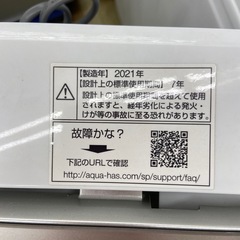 【製造年】2021年
【設計上の標準使用期間】7年
設計上の標準使用期間を超えて使用
されますと、経年劣化による発火・
けが等の事故に至る恐れがあります。
故障かな?
下記のURLで確認
http://aqua-has.com/sp/support/faq/